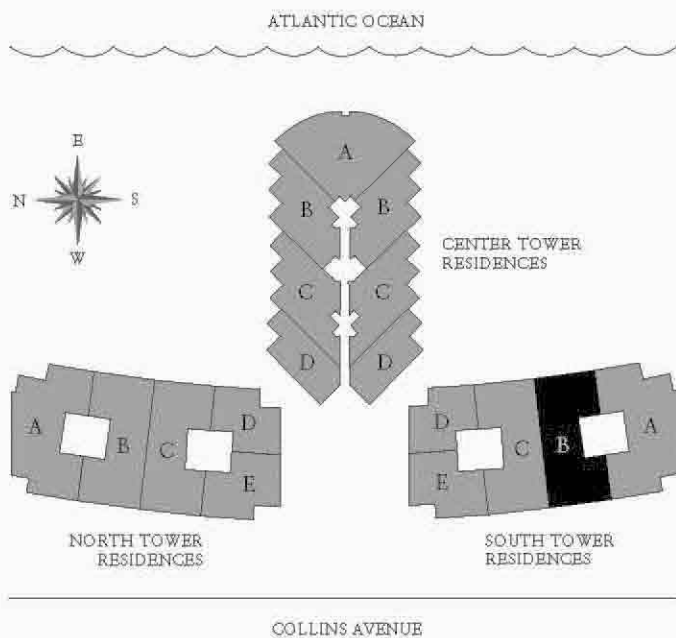 ATLANTIC OCEAN
E
N S
W
A
B B
CENTER TOWER
RESIDENCES
C C
D D
A B C D
E
D C B A
E
NORTH TOWER
RESIDENCES
SOUTH TOWER
RESIDENCES
COLLINS AVENUE